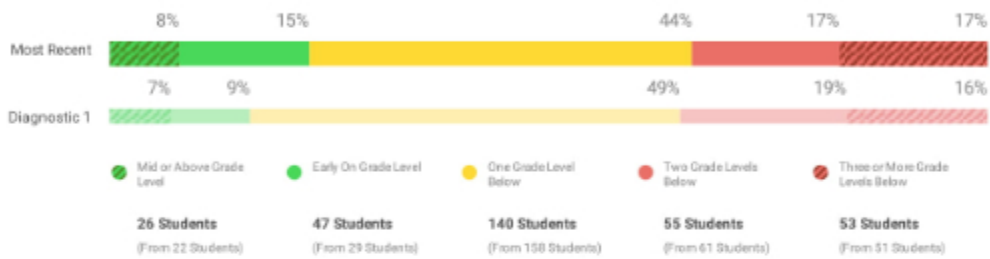 8% 15% 44% 17% 17%
Most Recent
7% 9% 49% 19% 16%
Diagnostic 1
Mid or Above Grade Level
Early On Grade Level
One Grade Level Below
Two Grade Levels Below
Three or More Grade Levels Below
26 Students 47 Students 140 Students 55 Students 53 Students
(From 22 Students) (From 29 Students) (From 158 Students) (From 61 Students) (From 51 Students)